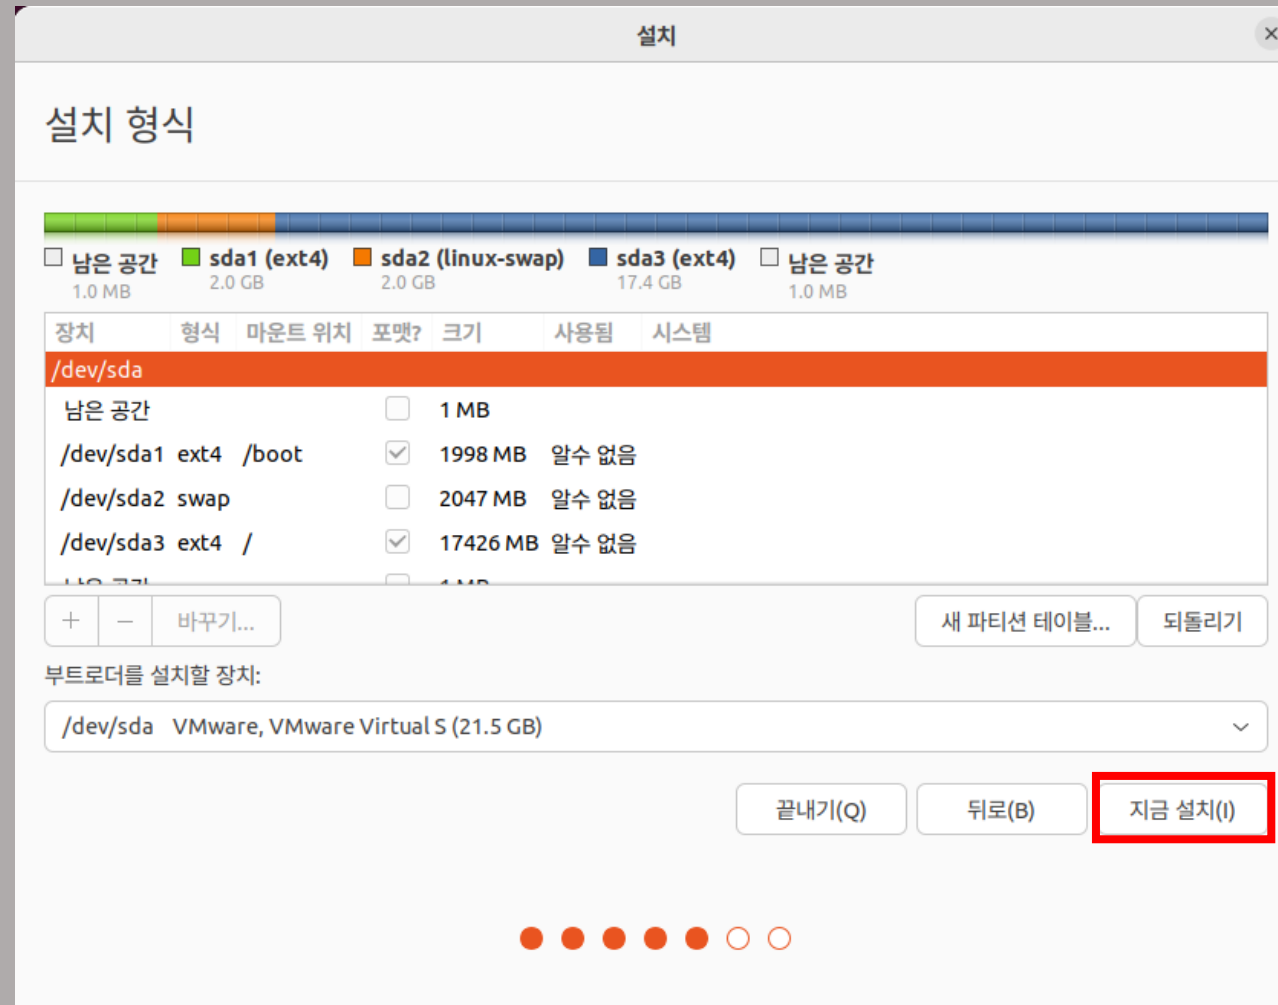 설치
설치 형식
남은 공간 sda1 (ext4) sda2 (linux-swap) sda3 (ext4) 남은 공간
1.0 MB 2.0 GB 2.0 GB 17.4 GB 1.0 MB
장치 형식 마운트 위치 포맷? 크기 사용됨 시스템
/dev/sda
남은 공간 1 MB
/dev/sda1 ext4 /boot 1998 MB 알수 없음
/dev/sda2 swap 2047 MB 알수 없음
/dev/sda3 ext4 / 17426 MB 알수 없음
남은 공간 1 MB
+ − 바꾸기... 새 파티션 테이블... 되돌리기
부트로더를 설치할 장치:
/dev/sda VMware, VMware Virtual S (21.5 GB)
끝내기(Q) 뒤로(B) 지금 설치(I)